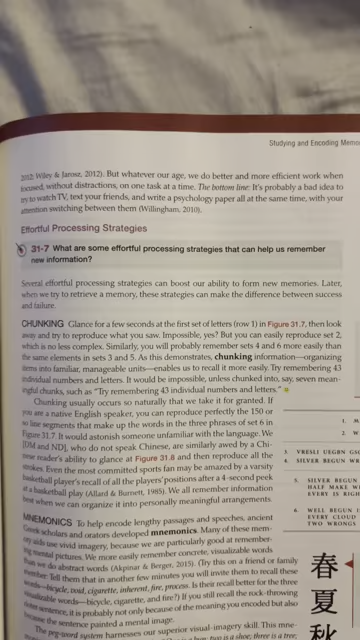 Studying and Encoding Memo
2012; Wiley & Jarosz, 2012). But whatever our age, we do better and more efficient work when
focused, without distractions, on one task at a time. The bottom line: It's probably a bad idea to
try to watch TV, text your friends, and write a psychology paper all at the same time, with your
attention switching between them (Willingham, 2010).
Effortful Processing Strategies
31-7 What are some effortful processing strategies that can help us remember
new information?
Several effortful processing strategies can boost our ability to form new memories. Later,
when we try to retrieve a memory, these strategies can make the difference between success
and failure.
CHUNKING Glance for a few seconds at the first set of letters (row 1) in Figure 31.7, then look
away and try to reproduce what you saw. Impossible, yes? But you can easily reproduce set 2,
which is no less complex. Similarly, you will probably remember sets 4 and 6 more easily than
the same elements in sets 3 and 5. As this demonstrates, chunking information—organizing
items into familiar, manageable units—enables us to recall it more easily. Try remembering 43
individual numbers and letters. It would be impossible, unless chunked into, say, seven mean-
ingful chunks, such as "Try remembering 43 individual numbers and letters."
Chunking usually occurs so naturally that we take it for granted. If
you are a native English speaker, you can reproduce perfectly the 150 or
so line segments that make up the words in the three phrases of set 6 in
Figure 31.7. It would astonish someone unfamiliar with the language. We
[DM and ND], who do not speak Chinese, are similarly awed by a Chi-
nese reader's ability to glance at Figure 31.8 and then reproduce all the
strokes. Even the most committed sports fan may be amazed by a varsity
basketball player's recall of all the players' positions after a 4-second peek
at a basketball play (Allard & Burnett, 1985). We all remember information
best when we can organize it into personally meaningful arrangements.
MNEMONICS To help encode lengthy passages and speeches, ancient
Greek scholars and orators developed mnemonics. Many of these mem-
ory aids use vivid imagery, because we are particularly good at remember-
ing mental pictures. We more easily remember concrete, visualizable words
than we do abstract words (Akpinar & Berger, 2015). (Try this on a friend or family
member: Tell them that in another few minutes you will invite them to recall these
words—bicycle, void, cigarette, inherent, fire, process. Is their recall better for the three
visualizable words—bicycle, cigarette, and fire?) If you still recall the rock-throwing
rioter sentence, it is probably not only because of the meaning you encoded but also
because the sentence painted a mental image.
The peg-word system harnesses our superior visual-imagery skill. This mne-
1. M
2. W
3. VRESLI UEGBN GSO
4. SILVER BEGUN WR
5. SILVER BEGUN
HALF MAKE WR
EVERY IS RIGH
6. WELL BEGUN I
EVERY CLOUD
TWO WRONGS
春
夏
秋